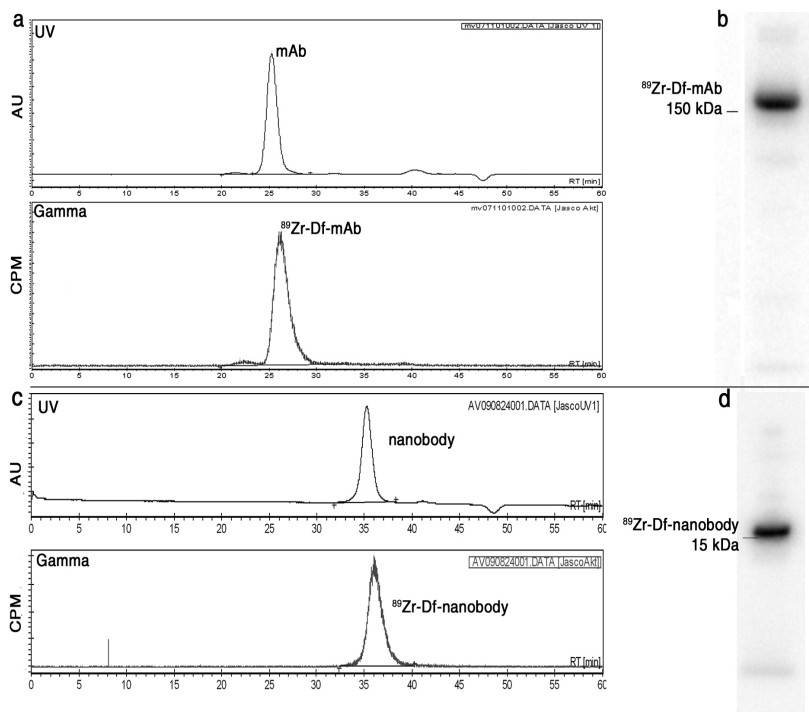 a
UV
mv071101002.DATA [Jasco UV 1]
mAb
AU
RT [min]
0 5 10 15 20 25 30 35 40 45 50 55 60
Gamma
mv071101002.DATA [Jasco Akt]
⁸⁹Zr-Df-mAb
CPM
RT [min]
0 5 10 15 20 25 30 35 40 45 50 55 60
b
⁸⁹Zr-Df-mAb
150 kDa
c
UV
AV090824001.DATA [JascoUV1]
nanobody
AU
RT [min]
0 5 10 15 20 25 30 35 40 45 50 55 60
Gamma
AV090824001.DATA [JascoAkt]
⁸⁹Zr-Df-nanobody
CPM
RT [min]
0 5 10 15 20 25 30 35 40 45 50 55 60
d
⁸⁹Zr-Df-nanobody
15 kDa